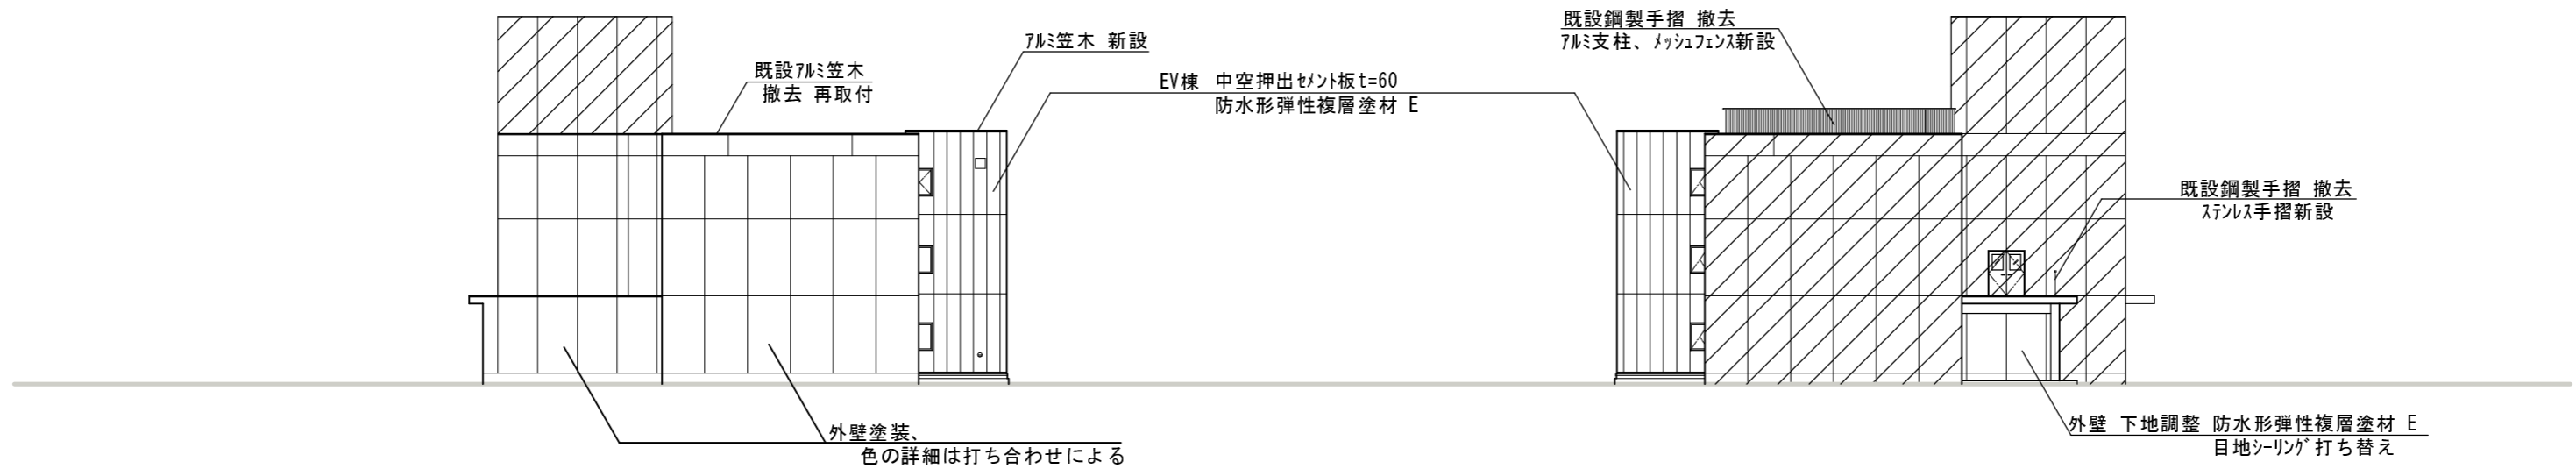 既設鋼製手摺 撤去
アルミ支柱、メッシュフェンス新設
アルミ笠木 新設
既設アルミ笠木
撤去 再取付
EV棟 中空押出セメント板t=60
防水形弾性複層塗材 E
既設鋼製手摺 撤去
ステンレス手摺新設
外壁塗装、
色の詳細は打ち合わせによる
外壁 下地調整 防水形弾性複層塗材 E
目地シーリング打ち替え